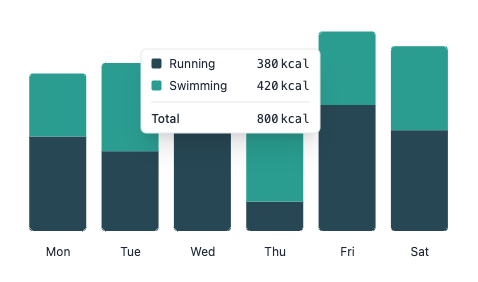 Running 380 kcal
Swimming 420 kcal
Total 800 kcal
Mon Tue Wed Thu Fri Sat